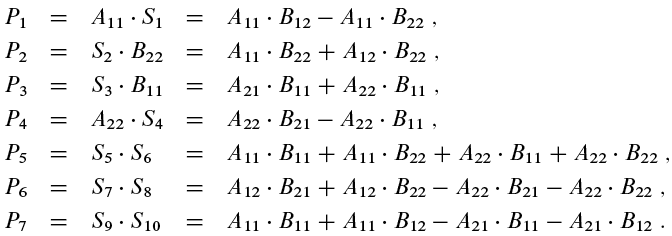 P₁ = A₁₁ · S₁ = A₁₁ · B₁₂ − A₁₁ · B₂₂ ,
P₂ = S₂ · B₂₂ = A₁₁ · B₂₂ + A₁₂ · B₂₂ ,
P₃ = S₃ · B₁₁ = A₂₁ · B₁₁ + A₂₂ · B₁₁ ,
P₄ = A₂₂ · S₄ = A₂₂ · B₂₁ − A₂₂ · B₁₁ ,
P₅ = S₅ · S₆ = A₁₁ · B₁₁ + A₁₁ · B₂₂ + A₂₂ · B₁₁ + A₂₂ · B₂₂ ,
P₆ = S₇ · S₈ = A₁₂ · B₂₁ + A₁₂ · B₂₂ − A₂₂ · B₂₁ − A₂₂ · B₂₂ ,
P₇ = S₉ · S₁₀ = A₁₁ · B₁₁ + A₁₁ · B₁₂ − A₂₁ · B₁₁ − A₂₁ · B₁₂ .